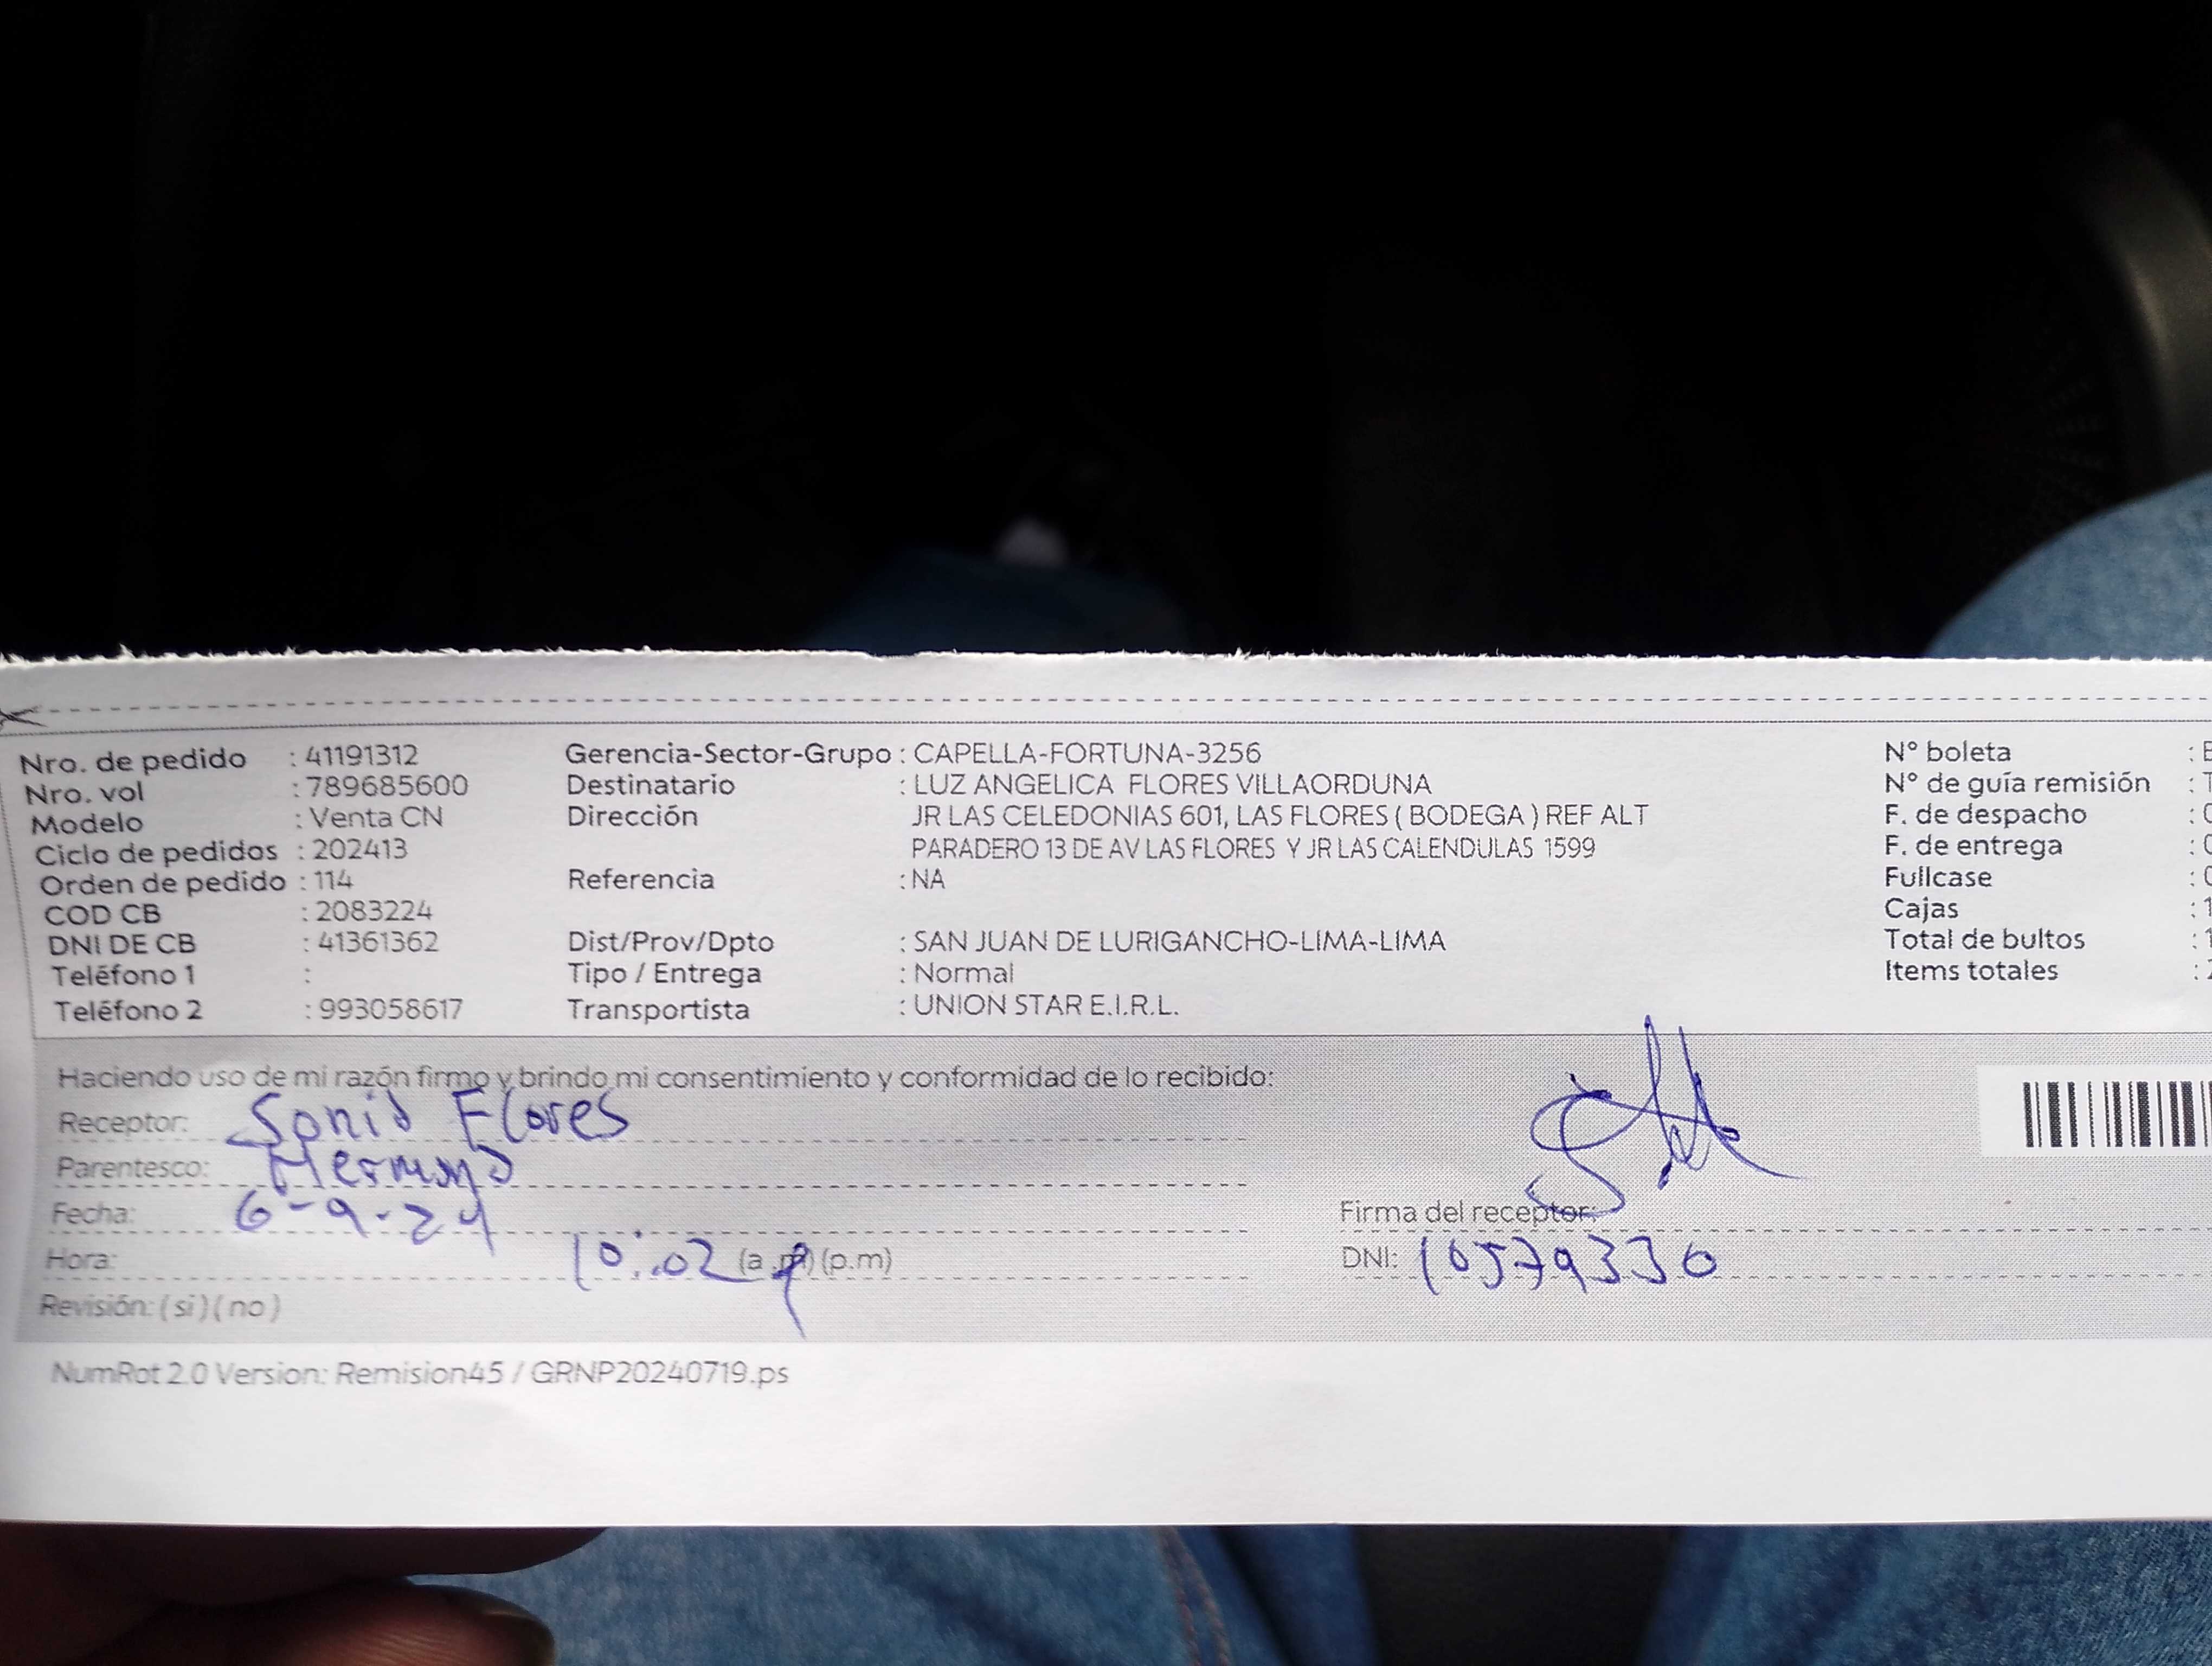 Nro. de pedido : 41191312
Nro. vol : 789685600
Modelo : Venta CN
Ciclo de pedidos : 202413
Orden de pedido : 114
COD CB : 2083224
DNI DE CB : 41361362
Teléfono 1 :
Teléfono 2 : 993058617
Gerencia-Sector-Grupo : CAPELLA-FORTUNA-3256
Destinatario : LUZ ANGELICA FLORES VILLAORDUNA
Dirección JR LAS CELEDONIAS 601, LAS FLORES ( BODEGA ) REF ALT
PARADERO 13 DE AV LAS FLORES Y JR LAS CALENDULAS 1599
Referencia : NA
Dist/Prov/Dpto : SAN JUAN DE LURIGANCHO-LIMA-LIMA
Tipo / Entrega : Normal
Transportista : UNION STAR E.I.R.L.
N° boleta :
N° de guía remisión :
F. de despacho :
F. de entrega :
Fullcase :
Cajas : 1
Total de bultos : 1
Items totales :
Haciendo uso de mi razón firmo y brindo mi consentimiento y conformidad de lo recibido:
Receptor: Sonia Flores
Parentesco: Hermana
Fecha: 6-9-24
Hora: 10:02 (a.m) (p.m)
Revisión: ( si ) ( no )
Firma del receptor:
DNI: 10579330
NumRot 2.0 Version: Remision45 / GRNP20240719.ps